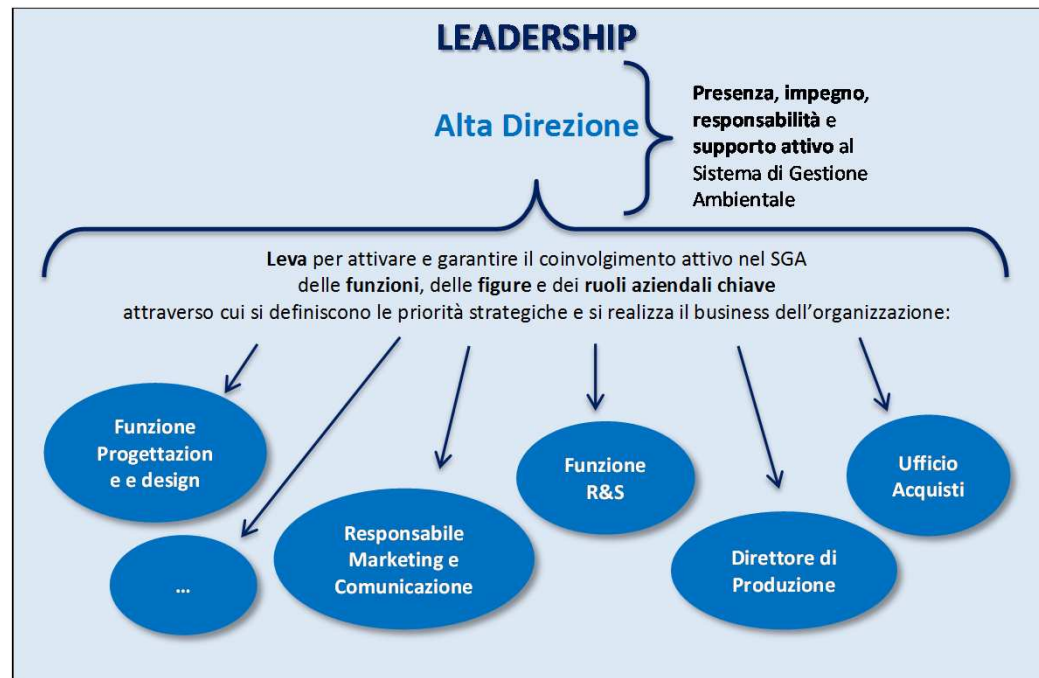 LEADERSHIP
Alta Direzione
Presenza, impegno,
responsabilità e
supporto attivo al
Sistema di Gestione
Ambientale
Leva per attivare e garantire il coinvolgimento attivo nel SGA
delle funzioni, delle figure e dei ruoli aziendali chiave
attraverso cui si definiscono le priorità strategiche e si realizza il business dell'organizzazione:
Funzione
Progettazion
e e design
...
Responsabile
Marketing e
Comunicazione
Funzione
R&S
Direttore di
Produzione
Ufficio
Acquisti